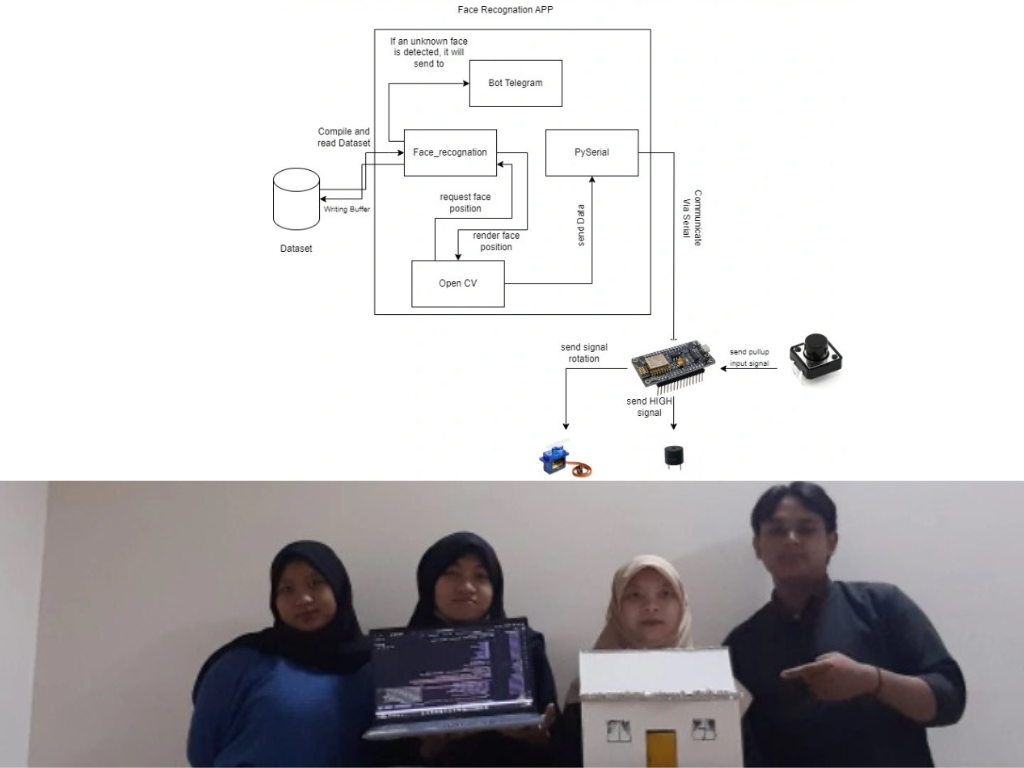 Face Recognation APP
If an unknown face
is detected, it will
send to
Bot Telegram
Compile and
read Dataset
Face_recognation
PySerial
Writing Buffer
request face
position
render face
position
send Data
Communicate
Via Serial
Dataset
Open CV
send signal
rotation
send pullup
input signal
send HIGH
signal